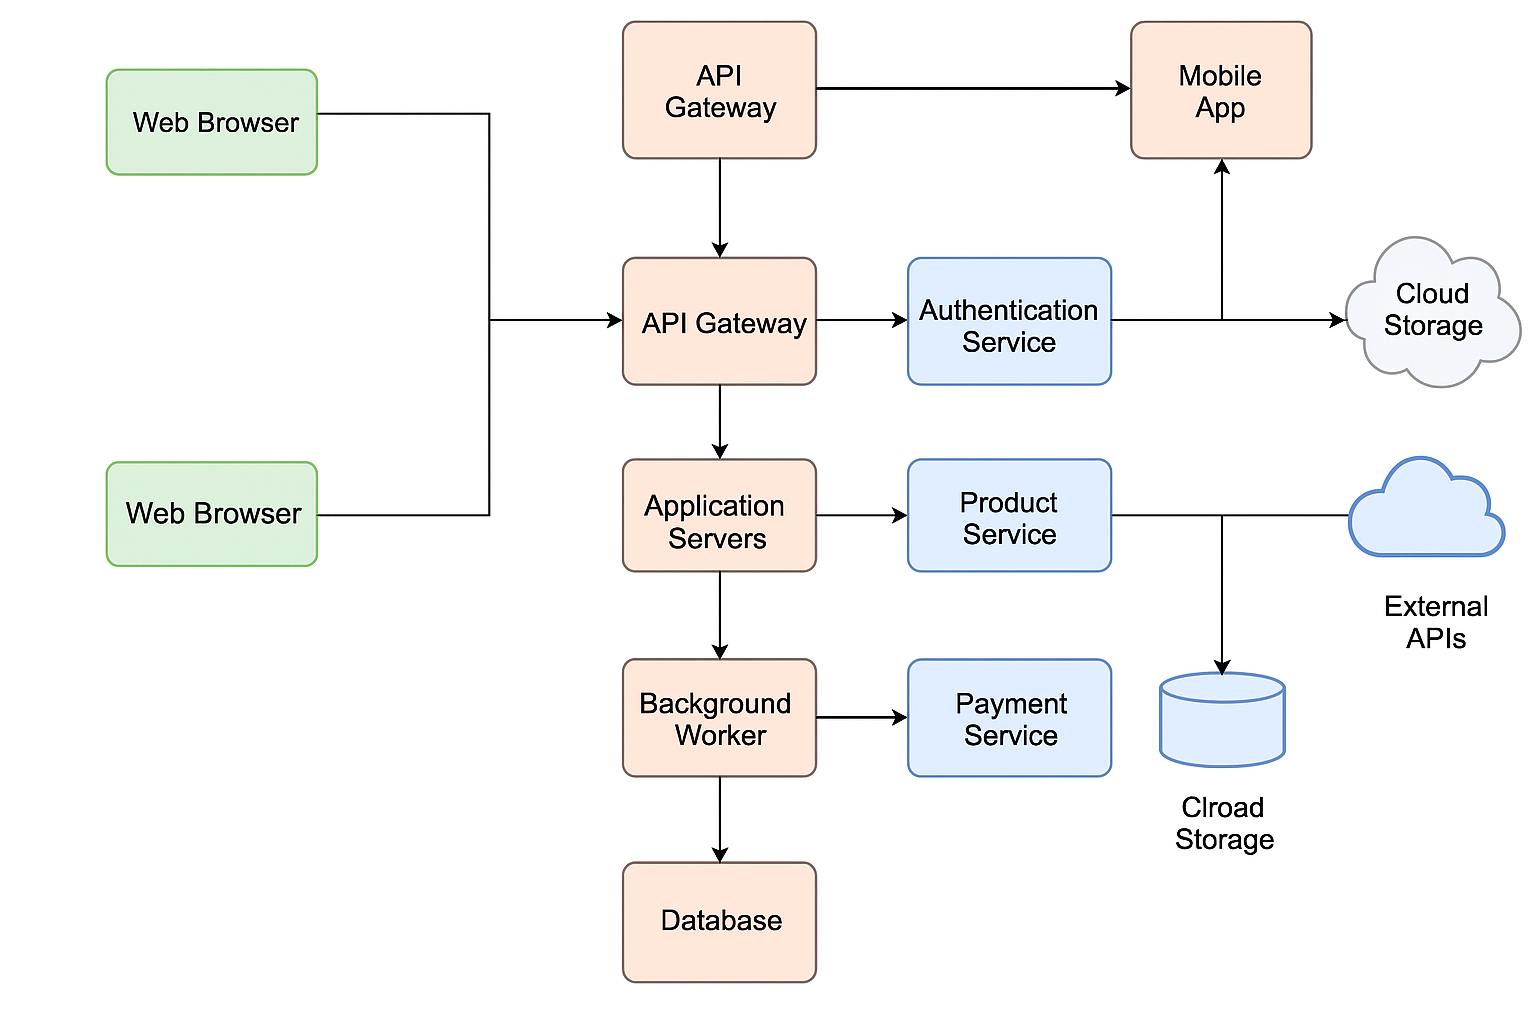 API
Gateway
Mobile
App
Web Browser
API Gateway
Authentication
Service
Cloud
Storage
Web Browser
Application
Servers
Product
Service
External
APIs
Background
Worker
Payment
Service
Clroad
Storage
Database